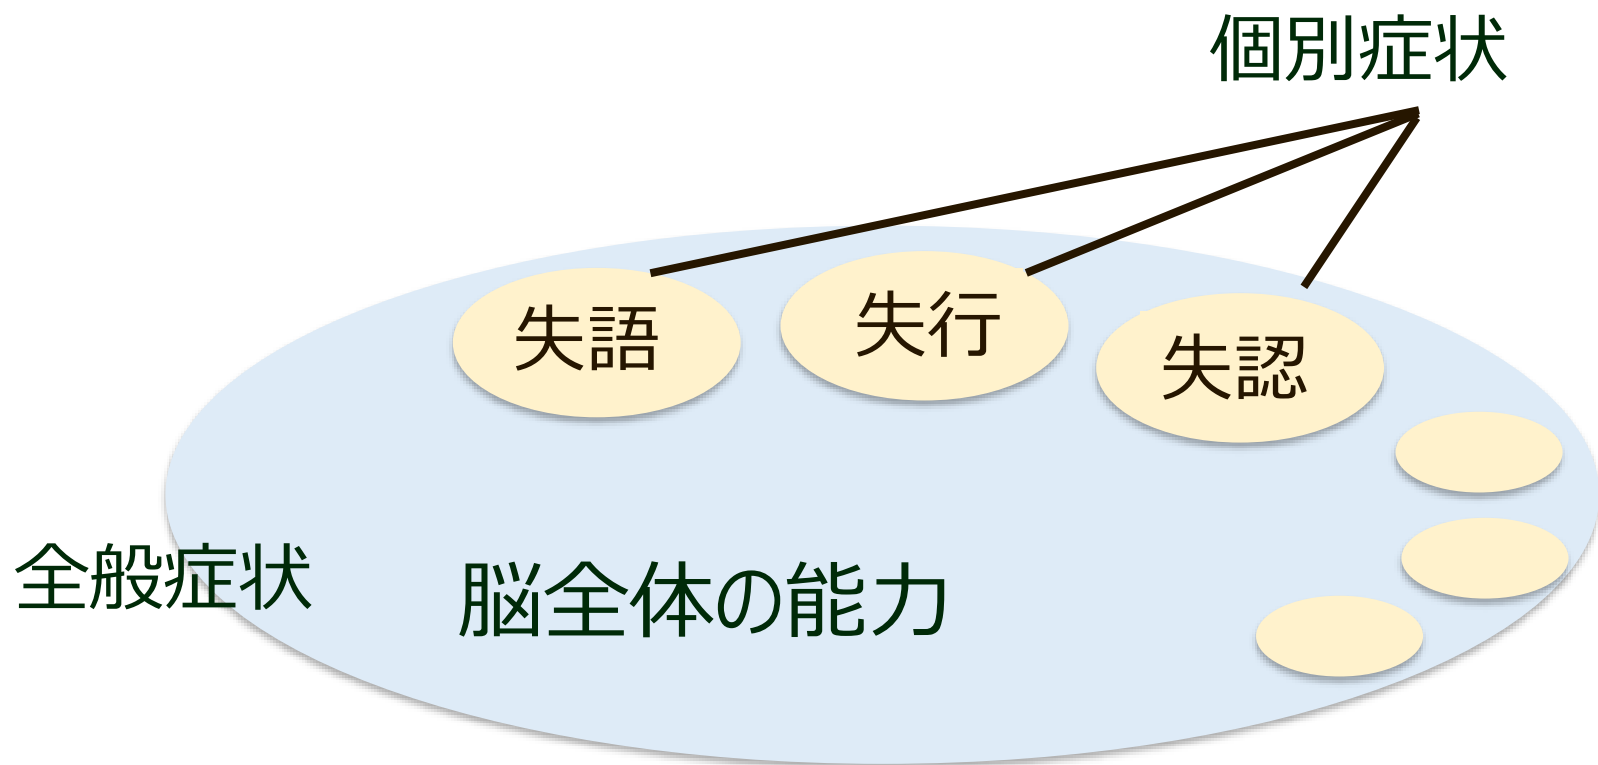 個別症状
失語
失行
失認
全般症状
脳全体の能力